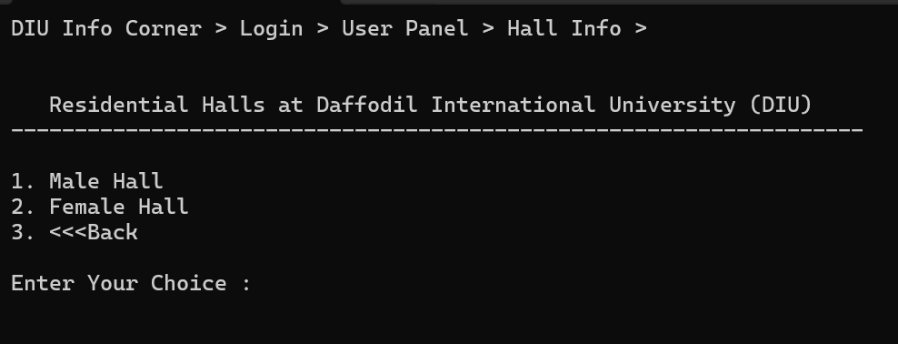 DIU Info Corner > Login > User Panel > Hall Info >
Residential Halls at Daffodil International University (DIU)
-------------------------------------------------------------------
1. Male Hall
2. Female Hall
3. <<<Back
Enter Your Choice :